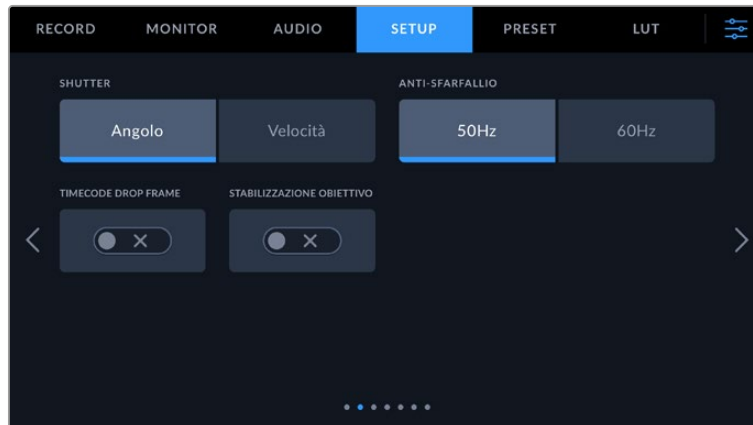 RECORD MONITOR AUDIO SETUP PRESET LUT
SHUTTER ANTI-SFARFALLIO
Angolo Velocità 50Hz 60Hz
TIMECODE DROP FRAME STABILIZZAZIONE OBIETTIVO